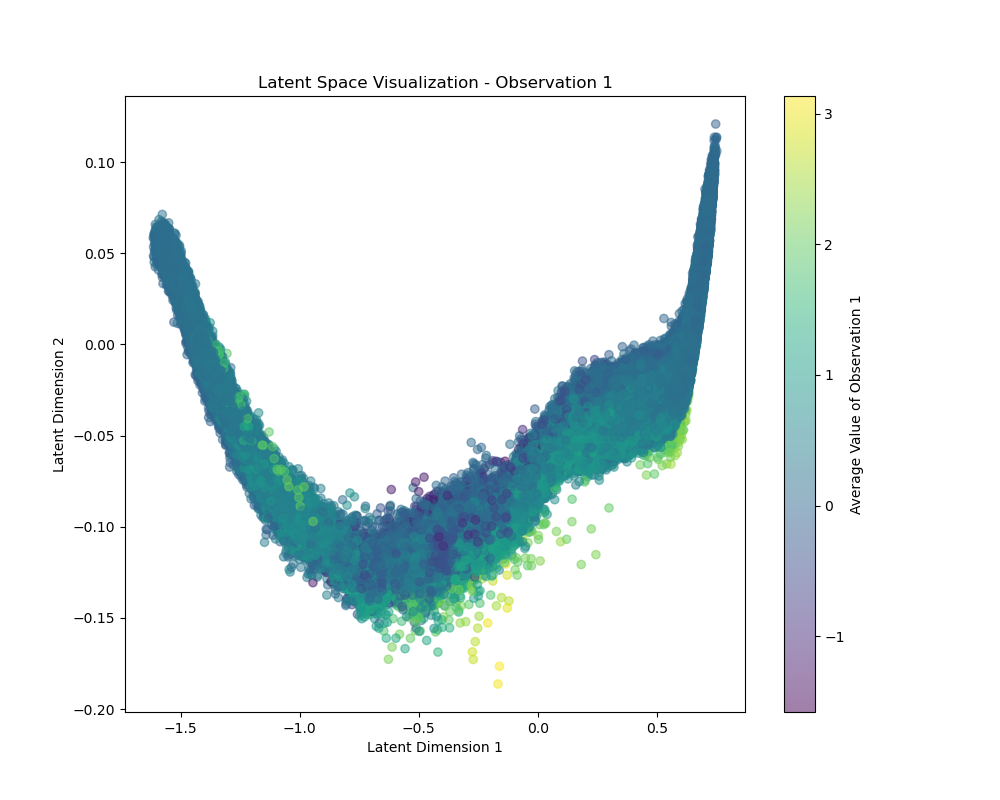 Latent Space Visualization - Observation 1
0.10
0.05
0.00
−0.05
−0.10
−0.15
−0.20
Latent Dimension 2
−1.5 −1.0 −0.5 0.0 0.5
Latent Dimension 1
3
2
1
0
−1
Average Value of Observation 1